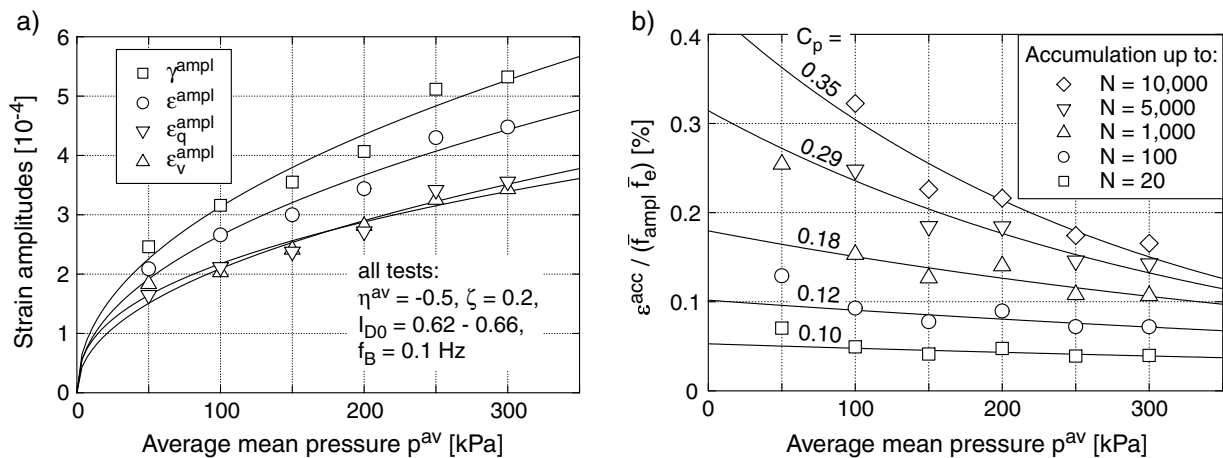 a)
6
5
4
3
2
1
0
Strain amplitudes [10⁻⁴]
γ^ampl
ε^ampl
ε_q^ampl
ε_v^ampl
all tests:
η^av = -0.5, ζ = 0.2,
I_D0 = 0.62 - 0.66,
f_B = 0.1 Hz
0 100 200 300
Average mean pressure p^av [kPa]
b)
0.4
0.3
0.2
0.1
0
ε^acc / (f̄_ampl f̄_e) [%]
C_p =
0.35
0.29
0.18
0.12
0.10
Accumulation up to:
N = 10,000
N = 5,000
N = 1,000
N = 100
N = 20
0 100 200 300
Average mean pressure p^av [kPa]